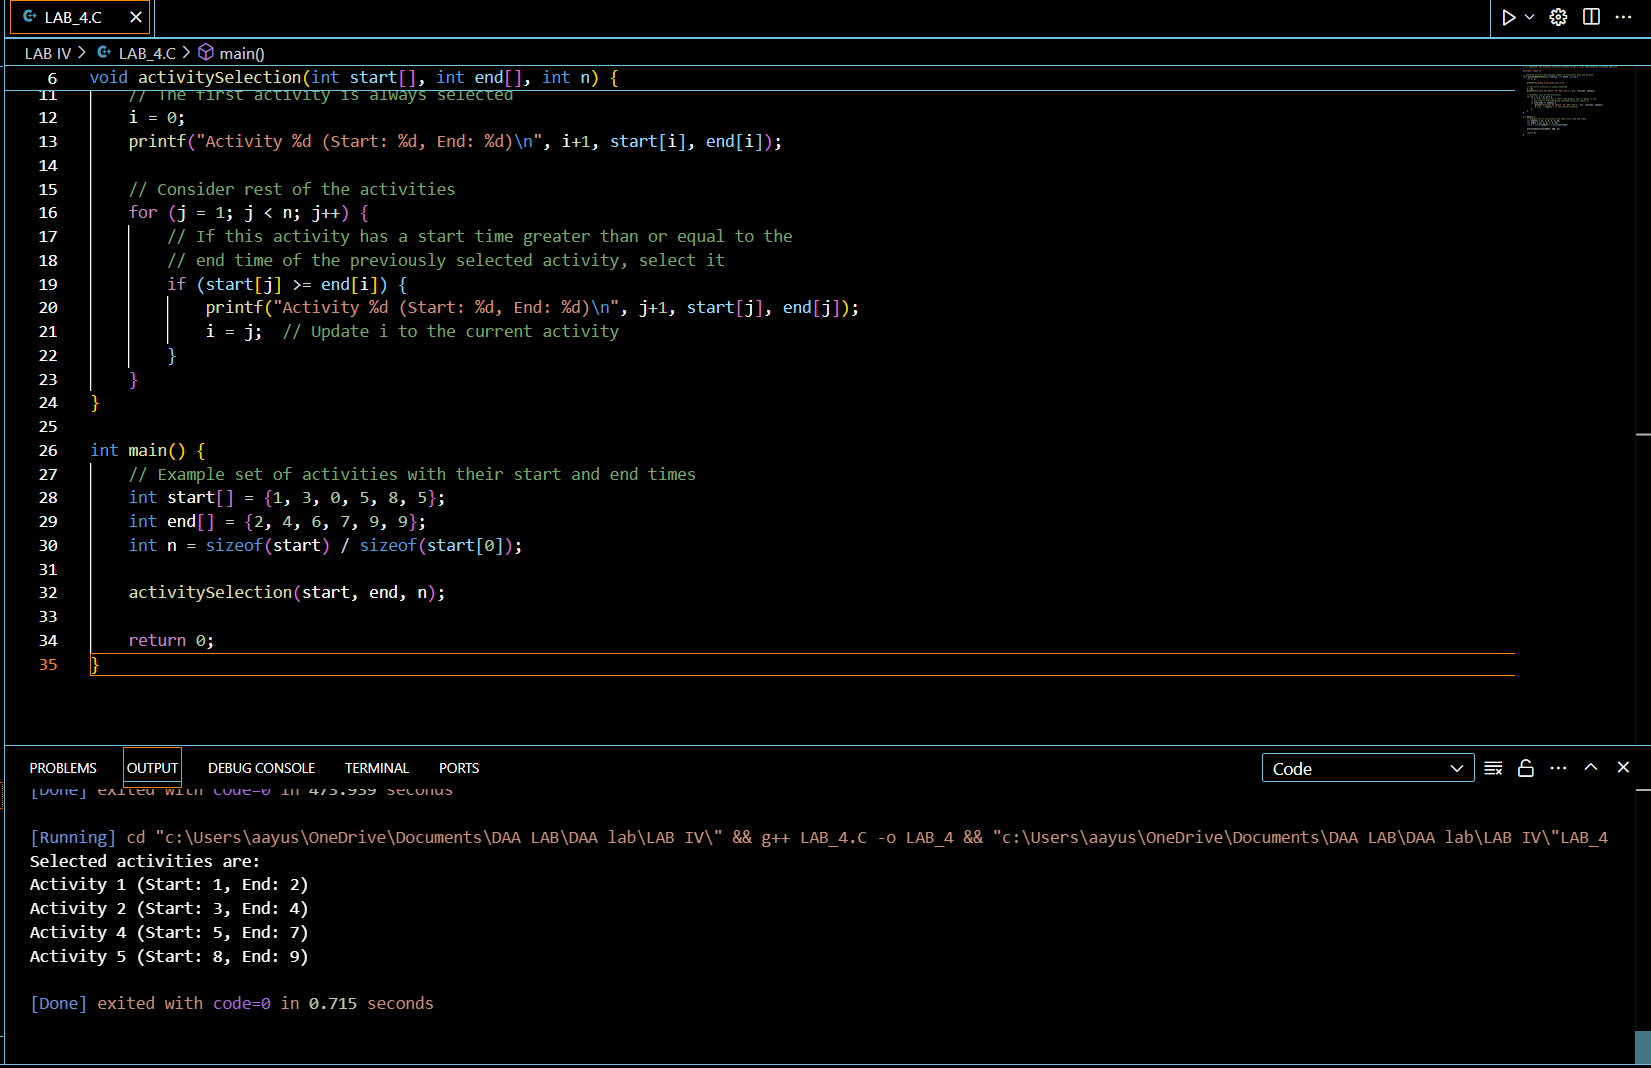 LAB_4.C
LAB IV > LAB_4.C > main()
6 void activitySelection(int start[], int end[], int n) {
11 // The first activity is always selected
12 i = 0;
13 printf("Activity %d (Start: %d, End: %d)\n", i+1, start[i], end[i]);
14
15 // Consider rest of the activities
16 for (j = 1; j < n; j++) {
17 // If this activity has a start time greater than or equal to the
18 // end time of the previously selected activity, select it
19 if (start[j] >= end[i]) {
20 printf("Activity %d (Start: %d, End: %d)\n", j+1, start[j], end[j]);
21 i = j;  // Update i to the current activity
22 }
23 }
24 }
25
26 int main() {
27 // Example set of activities with their start and end times
28 int start[] = {1, 3, 0, 5, 8, 5};
29 int end[] = {2, 4, 6, 7, 9, 9};
30 int n = sizeof(start) / sizeof(start[0]);
31
32 activitySelection(start, end, n);
33
34 return 0;
35 }
PROBLEMS OUTPUT DEBUG CONSOLE TERMINAL PORTS Code
[Done] exited with code=0 in 473.939 seconds
[Running] cd "c:\Users\aayus\OneDrive\Documents\DAA LAB\DAA lab\LAB IV\" && g++ LAB_4.C -o LAB_4 && "c:\Users\aayus\OneDrive\Documents\DAA LAB\DAA lab\LAB IV\"LAB_4
Selected activities are:
Activity 1 (Start: 1, End: 2)
Activity 2 (Start: 3, End: 4)
Activity 4 (Start: 5, End: 7)
Activity 5 (Start: 8, End: 9)
[Done] exited with code=0 in 0.715 seconds